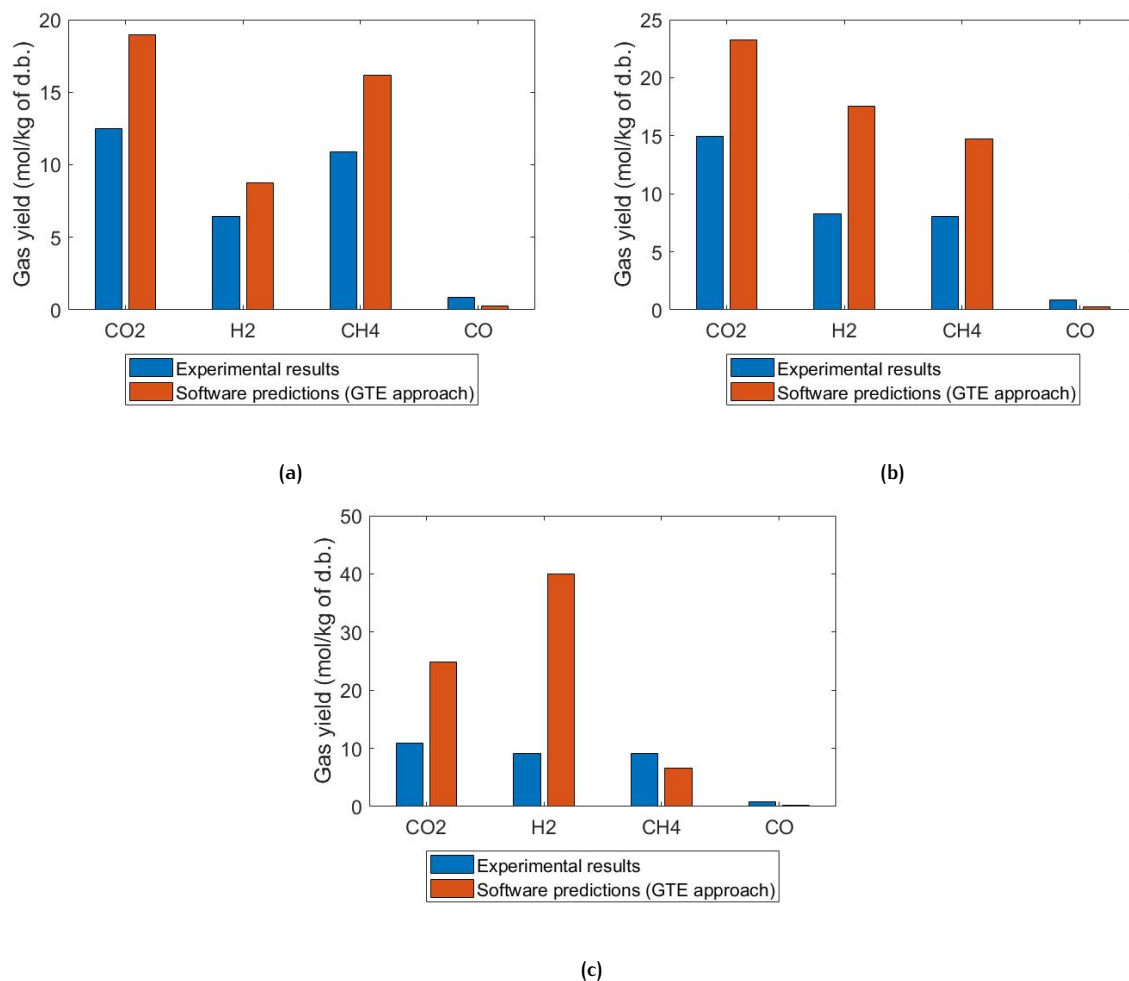 Gas yield (mol/kg of d.b.)
20
15
10
5
0
CO2 H2 CH4 CO
Experimental results
Software predictions (GTE approach)
(a)
Gas yield (mol/kg of d.b.)
25
20
15
10
5
0
CO2 H2 CH4 CO
Experimental results
Software predictions (GTE approach)
(b)
Gas yield (mol/kg of d.b.)
50
40
30
20
10
0
CO2 H2 CH4 CO
Experimental results
Software predictions (GTE approach)
(c)